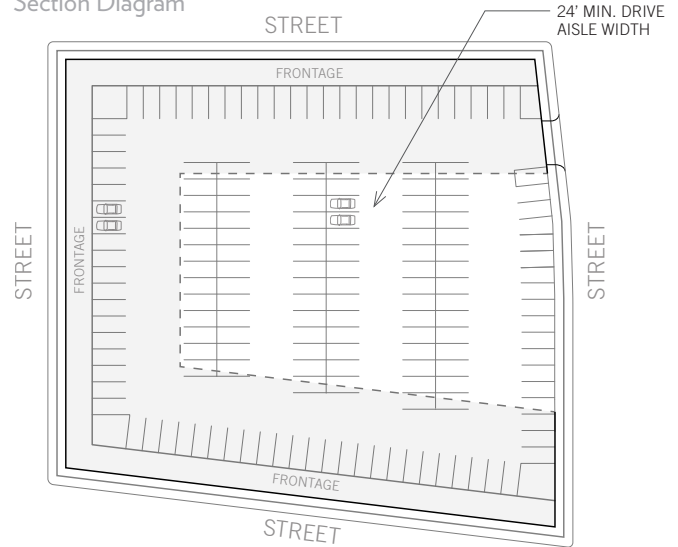 Section Diagram
STREET
24’ MIN. DRIVE
AISLE WIDTH
FRONTAGE
STREET
FRONTAGE
STREET
FRONTAGE
STREET